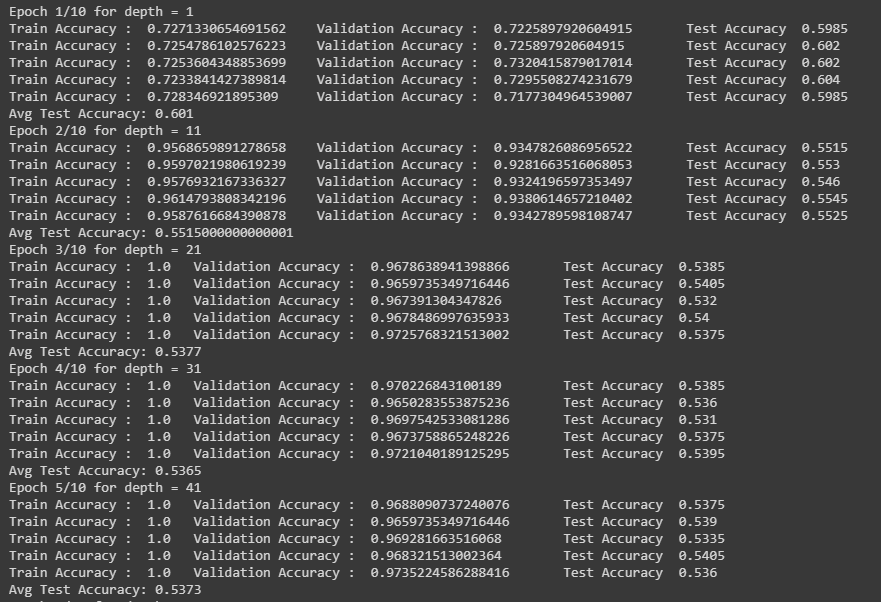 Epoch 1/10 for depth = 1
Train Accuracy :  0.7271330654691562    Validation Accuracy :  0.7225897920604915       Test Accuracy  0.5985
Train Accuracy :  0.7254786102576223    Validation Accuracy :  0.725897920604915        Test Accuracy  0.602
Train Accuracy :  0.7253604348853699    Validation Accuracy :  0.7320415879017014       Test Accuracy  0.602
Train Accuracy :  0.7233841427389814    Validation Accuracy :  0.7295508274231679       Test Accuracy  0.604
Train Accuracy :  0.728346921895309     Validation Accuracy :  0.7177304964539007       Test Accuracy  0.5985
Avg Test Accuracy: 0.601
Epoch 2/10 for depth = 11
Train Accuracy :  0.9568659891278658    Validation Accuracy :  0.9347826086956522       Test Accuracy  0.5515
Train Accuracy :  0.9597021980619239    Validation Accuracy :  0.9281663516068053       Test Accuracy  0.553
Train Accuracy :  0.9576932167336327    Validation Accuracy :  0.9324196597353497       Test Accuracy  0.546
Train Accuracy :  0.9614793808342196    Validation Accuracy :  0.9380614657210402       Test Accuracy  0.5545
Train Accuracy :  0.9587616684390878    Validation Accuracy :  0.9342789598108747       Test Accuracy  0.5525
Avg Test Accuracy: 0.5515000000000001
Epoch 3/10 for depth = 21
Train Accuracy :  1.0   Validation Accuracy :  0.9678638941398866       Test Accuracy  0.5385
Train Accuracy :  1.0   Validation Accuracy :  0.9659735349716446       Test Accuracy  0.5405
Train Accuracy :  1.0   Validation Accuracy :  0.967391304347826        Test Accuracy  0.532
Train Accuracy :  1.0   Validation Accuracy :  0.9678486997635933       Test Accuracy  0.54
Train Accuracy :  1.0   Validation Accuracy :  0.9725768321513002       Test Accuracy  0.5375
Avg Test Accuracy: 0.5377
Epoch 4/10 for depth = 31
Train Accuracy :  1.0   Validation Accuracy :  0.970226843100189        Test Accuracy  0.5385
Train Accuracy :  1.0   Validation Accuracy :  0.9650283553875236       Test Accuracy  0.536
Train Accuracy :  1.0   Validation Accuracy :  0.9697542533081286       Test Accuracy  0.531
Train Accuracy :  1.0   Validation Accuracy :  0.9673758865248226       Test Accuracy  0.5375
Train Accuracy :  1.0   Validation Accuracy :  0.9721040189125295       Test Accuracy  0.5395
Avg Test Accuracy: 0.5365
Epoch 5/10 for depth = 41
Train Accuracy :  1.0   Validation Accuracy :  0.9688090737240076       Test Accuracy  0.5375
Train Accuracy :  1.0   Validation Accuracy :  0.9659735349716446       Test Accuracy  0.539
Train Accuracy :  1.0   Validation Accuracy :  0.969281663516068        Test Accuracy  0.5335
Train Accuracy :  1.0   Validation Accuracy :  0.968321513002364        Test Accuracy  0.5405
Train Accuracy :  1.0   Validation Accuracy :  0.9735224586288416       Test Accuracy  0.536
Avg Test Accuracy: 0.5373